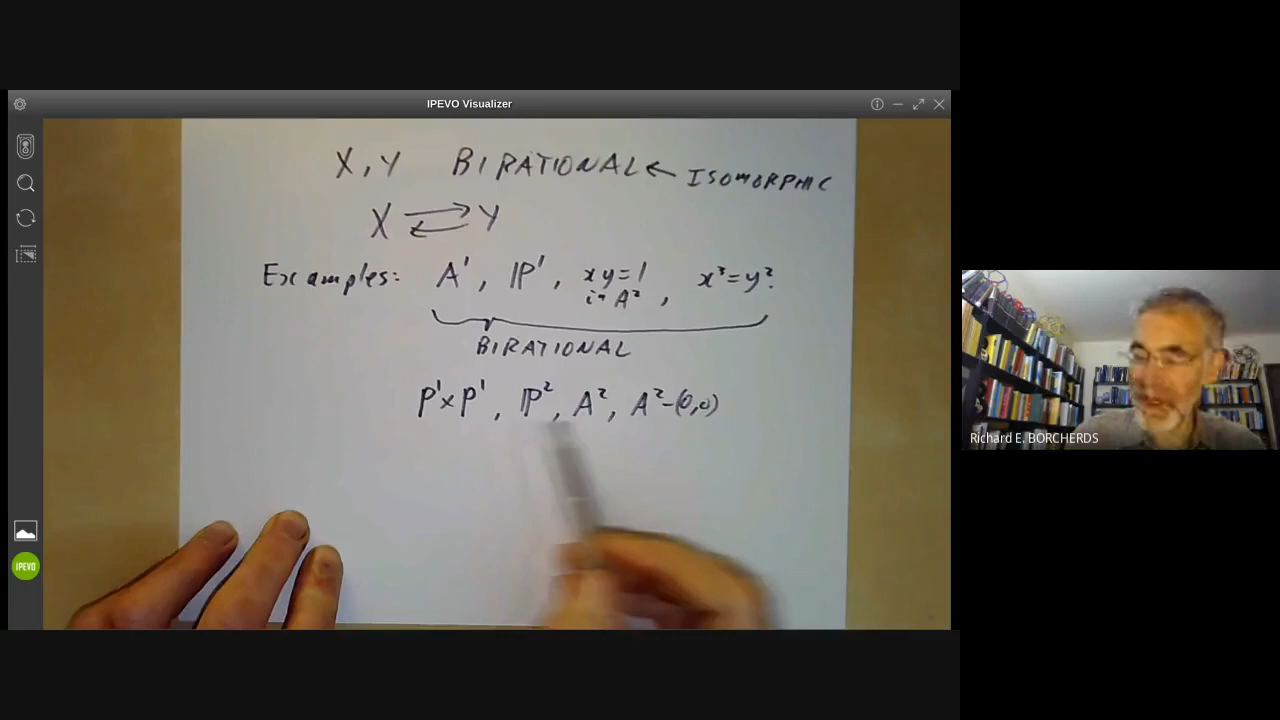 IPEVO Visualizer
X, Y BIRATIONAL ← ISOMORPHIC
X ⇄ Y
Examples: A¹, ℙ¹, xy=1 in A², x³=y².
BIRATIONAL
P¹×P¹, ℙ², A², A²-(0,0)
Richard E. BORCHERDS
IPEVO